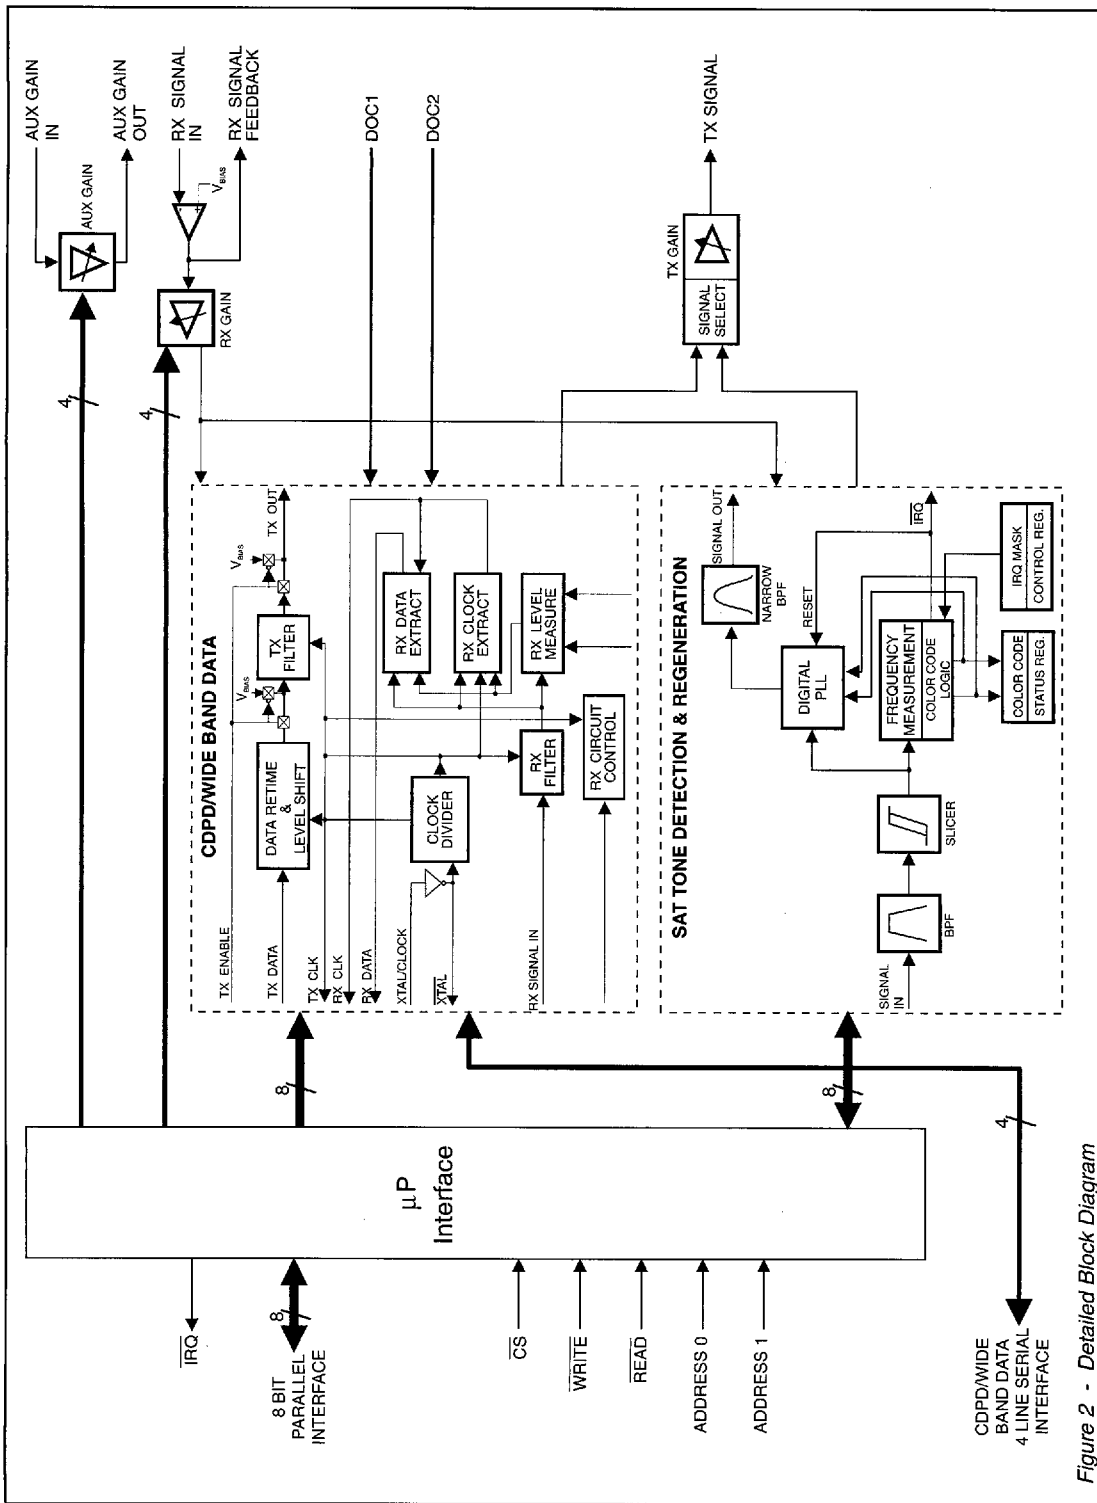 AUX GAIN
IN
AUX GAIN
OUT
RX SIGNAL
IN
RX SIGNAL
FEEDBACK
DOC1
DOC2
TX SIGNAL
AUX GAIN
VBIAS
RX GAIN
TX GAIN
SIGNAL
SELECT
4
4
CDPD/WIDE BAND DATA
TX ENABLE
TX DATA
TX CLK
RX CLK
RX DATA
XTAL/CLOCK
XTAL
RX SIGNAL IN
DATA RETIME
&
LEVEL SHIFT
VBIAS
TX
FILTER
VBIAS
TX OUT
CLOCK
DIVIDER
RX DATA
EXTRACT
RX CLOCK
EXTRACT
RX LEVEL
MEASURE
RX
FILTER
RX CIRCUIT
CONTROL
SAT TONE DETECTION & REGENERATION
SIGNAL
IN
BPF
SLICER
DIGITAL
PLL
RESET
NARROW
BPF
SIGNAL OUT
FREQUENCY
MEASUREMENT
COLOR CODE
LOGIC
IRQ
IRQ MASK
CONTROL REG.
COLOR CODE
STATUS REG.
8
8
4
µP
Interface
IRQ
8 BIT
PARALLEL
INTERFACE
8
CS
WRITE
READ
ADDRESS 0
ADDRESS 1
CDPD/WIDE
BAND DATA
4 LINE SERIAL
INTERFACE
Figure 2 - Detailed Block Diagram